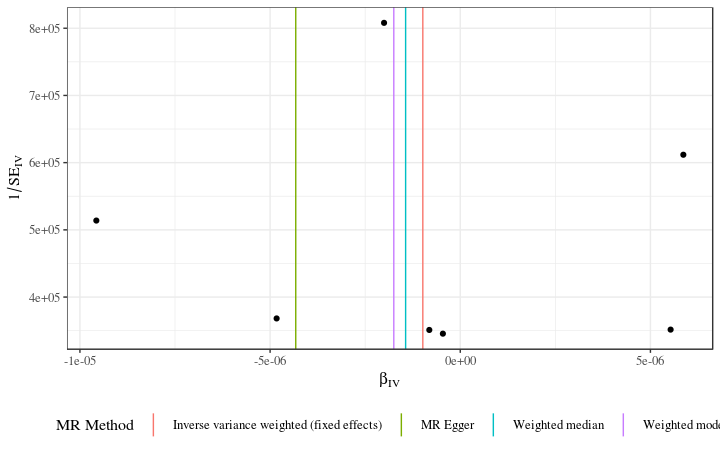 8e+05
7e+05
6e+05
5e+05
4e+05
1/SE_IV
-1e-05 -5e-06 0e+00 5e-06
β_IV
MR Method Inverse variance weighted (fixed effects) MR Egger Weighted median Weighted mod